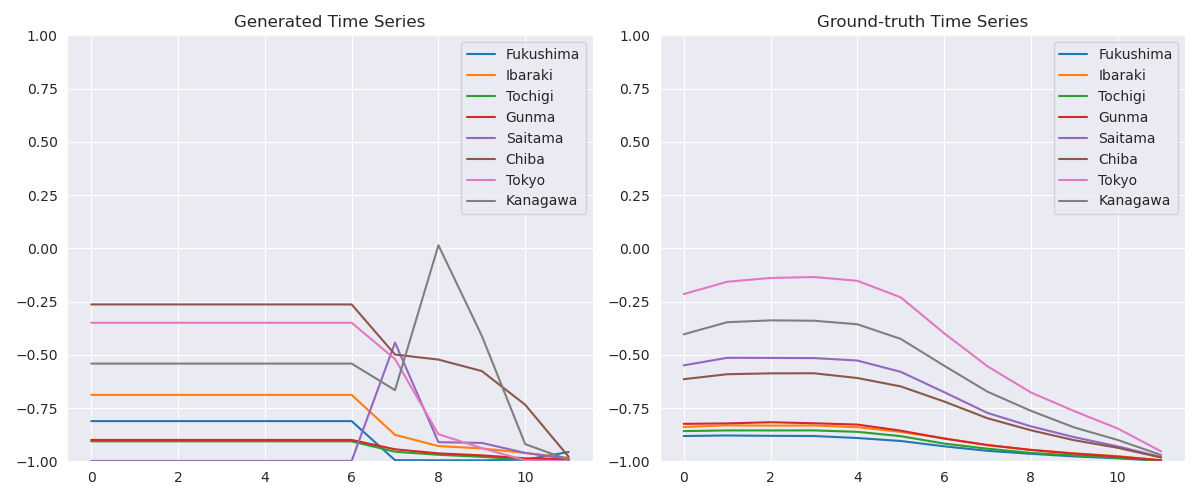 Generated Time Series
1.00
0.75
0.50
0.25
0.00
−0.25
−0.50
−0.75
−1.00
0 2 4 6 8 10
Fukushima
Ibaraki
Tochigi
Gunma
Saitama
Chiba
Tokyo
Kanagawa
Ground-truth Time Series
1.00
0.75
0.50
0.25
0.00
−0.25
−0.50
−0.75
−1.00
0 2 4 6 8 10
Fukushima
Ibaraki
Tochigi
Gunma
Saitama
Chiba
Tokyo
Kanagawa